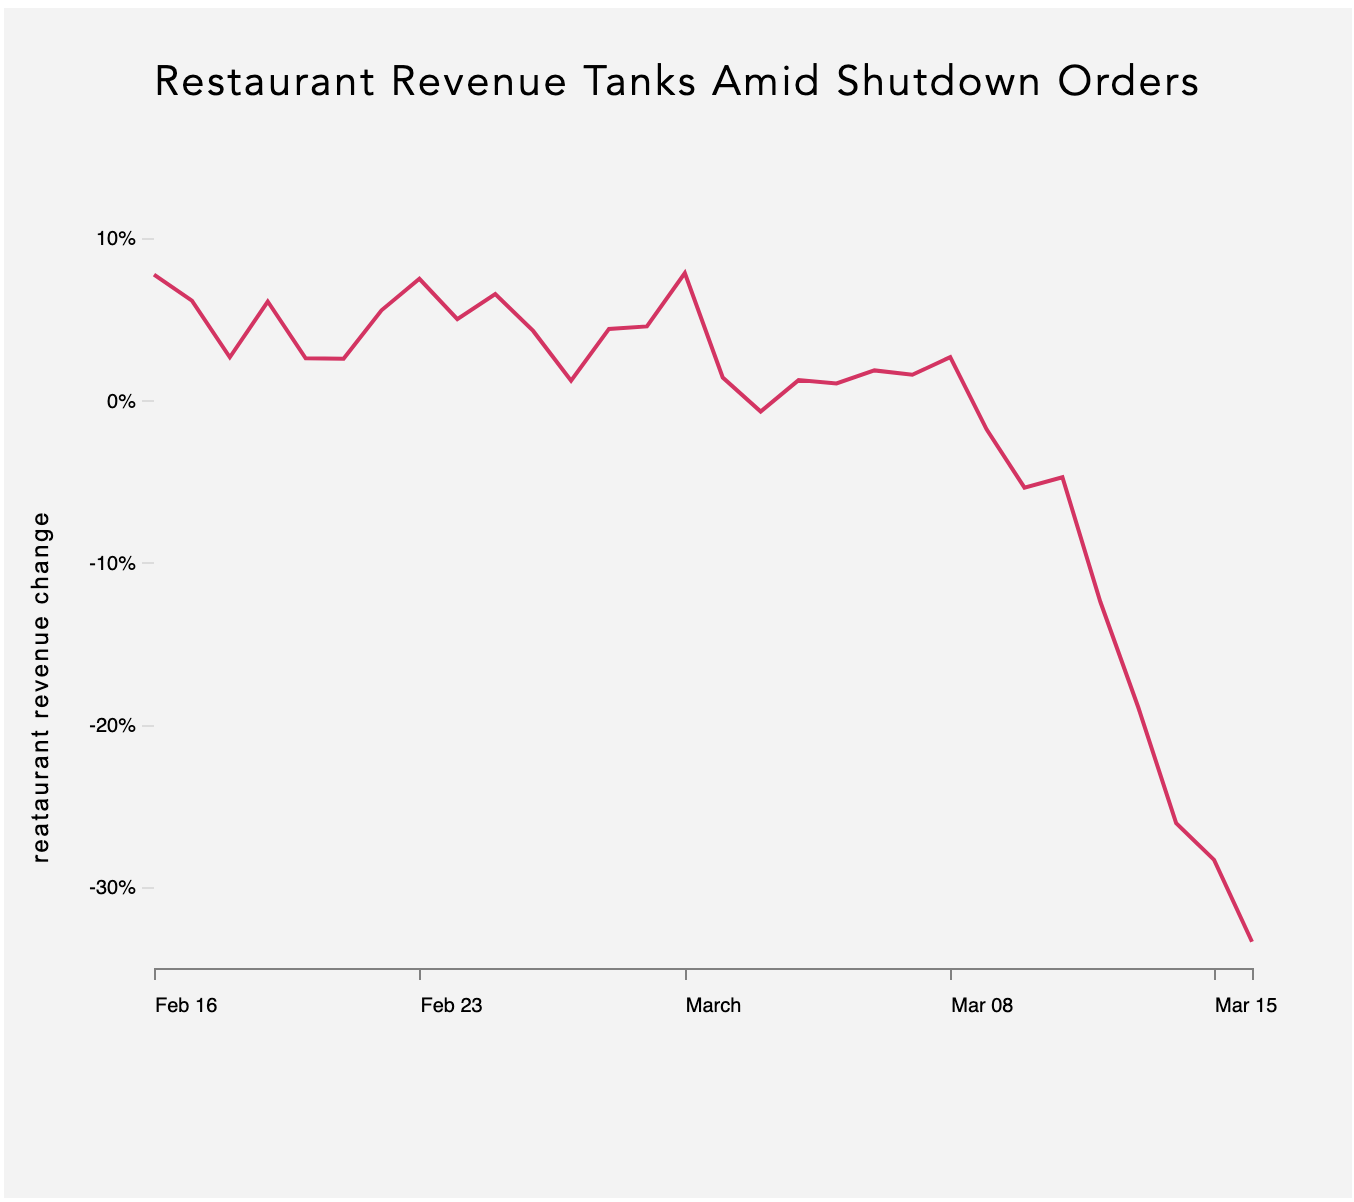 Restaurant Revenue Tanks Amid Shutdown Orders
10%
0%
-10%
-20%
-30%
reataurant revenue change
Feb 16
Feb 23
March
Mar 08
Mar 15